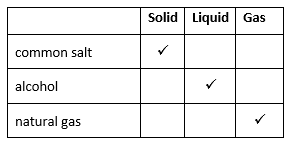 Solid Liquid Gas
common salt ✓
alcohol ✓
natural gas ✓